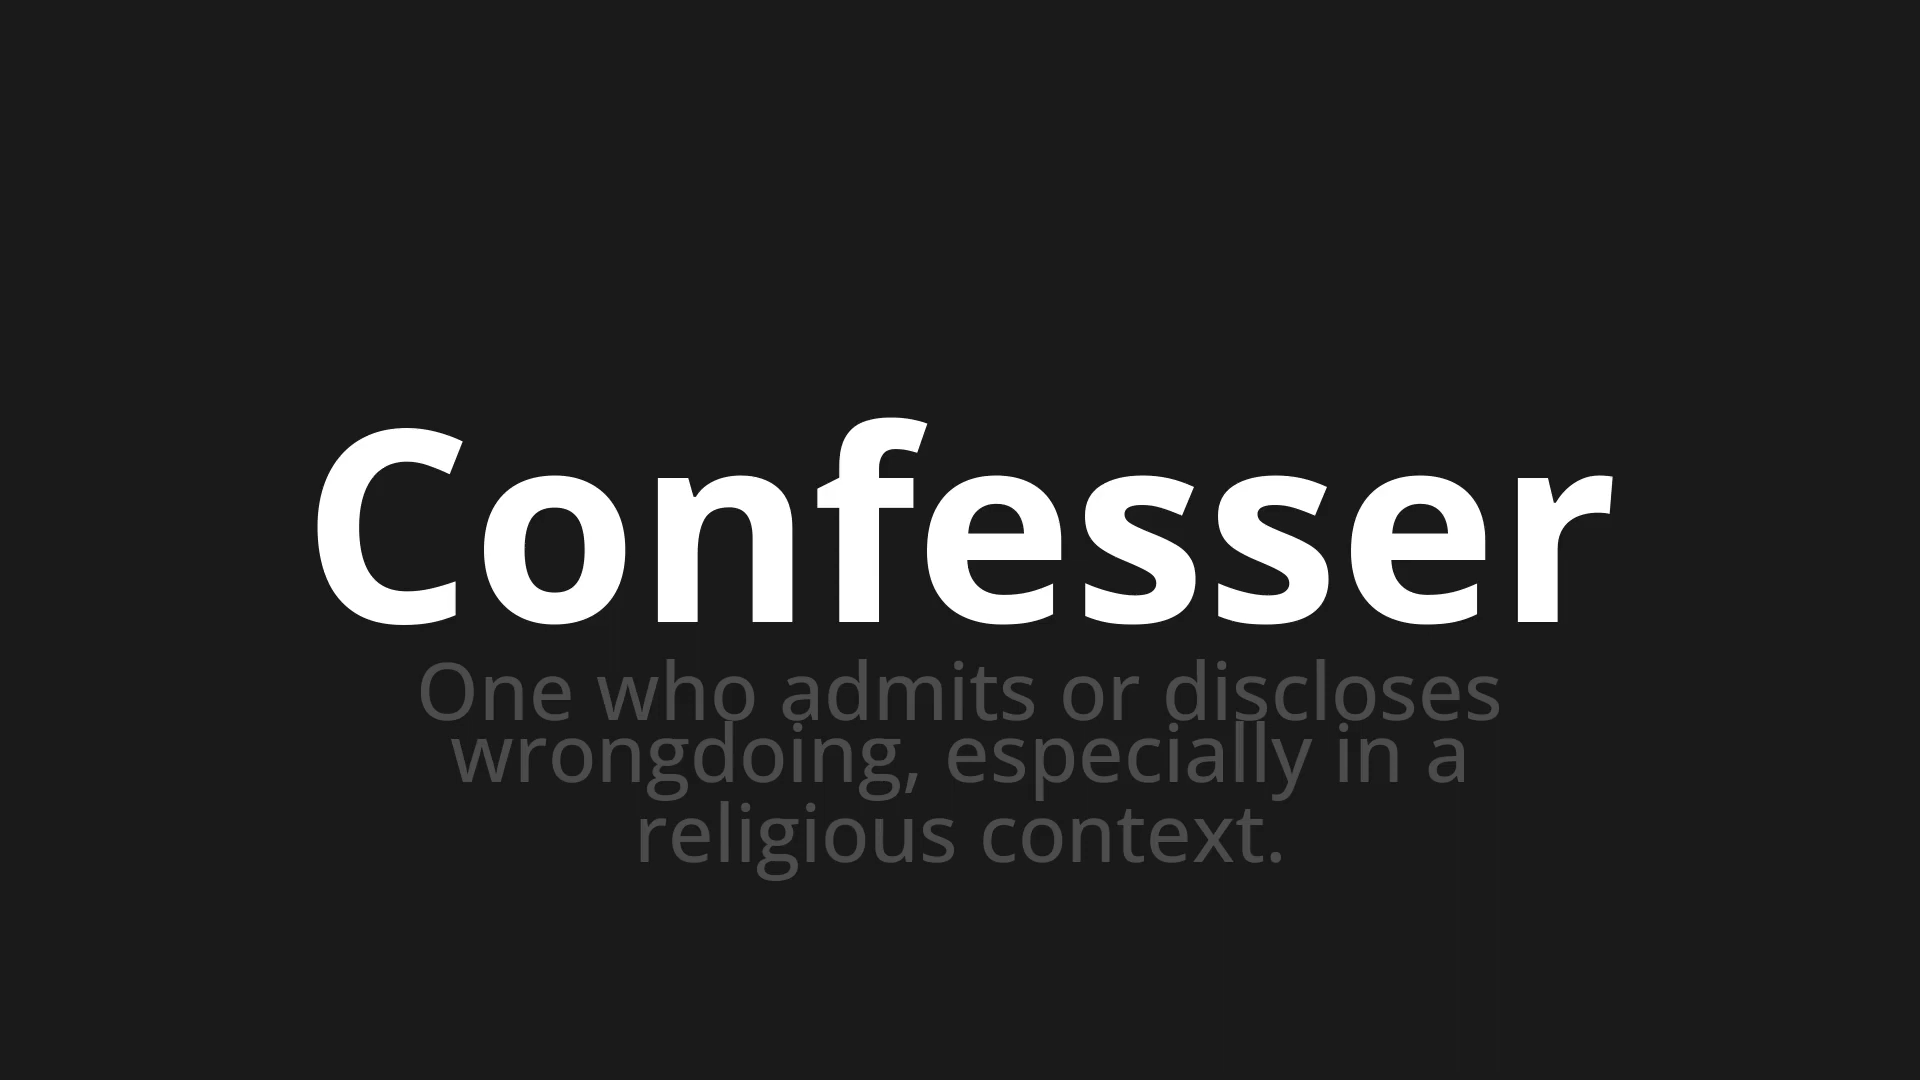 Confesser
One who admits or discloses
wrongdoing, especially in a
religious context.